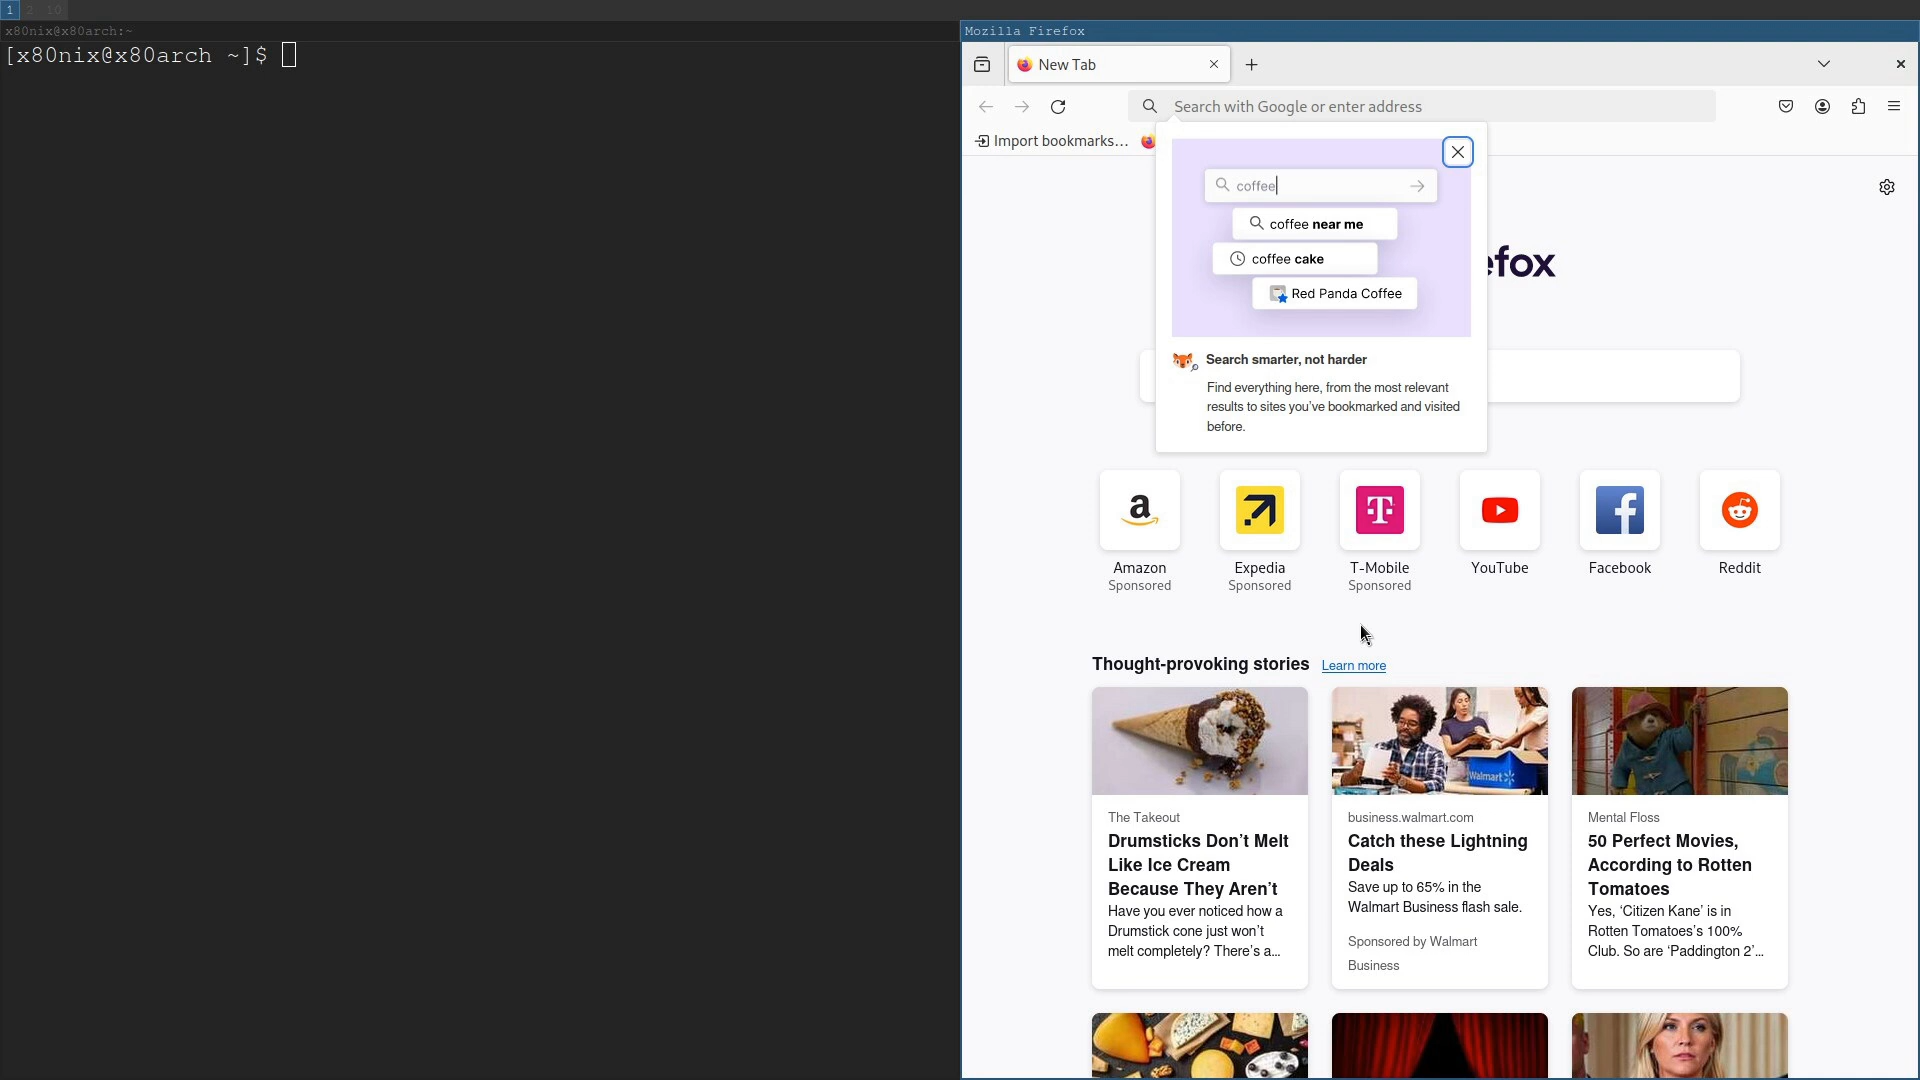 1 2 10
x80nix@x80arch:~
[x80nix@x80arch ~]$
Mozilla Firefox
New Tab
Search with Google or enter address
Import bookmarks...
coffee
coffee near me
coffee cake
Red Panda Coffee
efox
Search smarter, not harder
Find everything here, from the most relevant
results to sites you’ve bookmarked and visited
before.
a
T
f
Amazon
Sponsored
Expedia
Sponsored
T-Mobile
Sponsored
YouTube
Facebook
Reddit
Thought-provoking stories Learn more
Walmart
The Takeout
Drumsticks Don’t Melt
Like Ice Cream
Because They Aren’t
Have you ever noticed how a
Drumstick cone just won’t
melt completely? There’s a…
business.walmart.com
Catch these Lightning
Deals
Save up to 65% in the
Walmart Business flash sale.
Sponsored by Walmart
Business
Mental Floss
50 Perfect Movies,
According to Rotten
Tomatoes
Yes, ‘Citizen Kane’ is in
Rotten Tomatoes’s 100%
Club. So are ‘Paddington 2’…